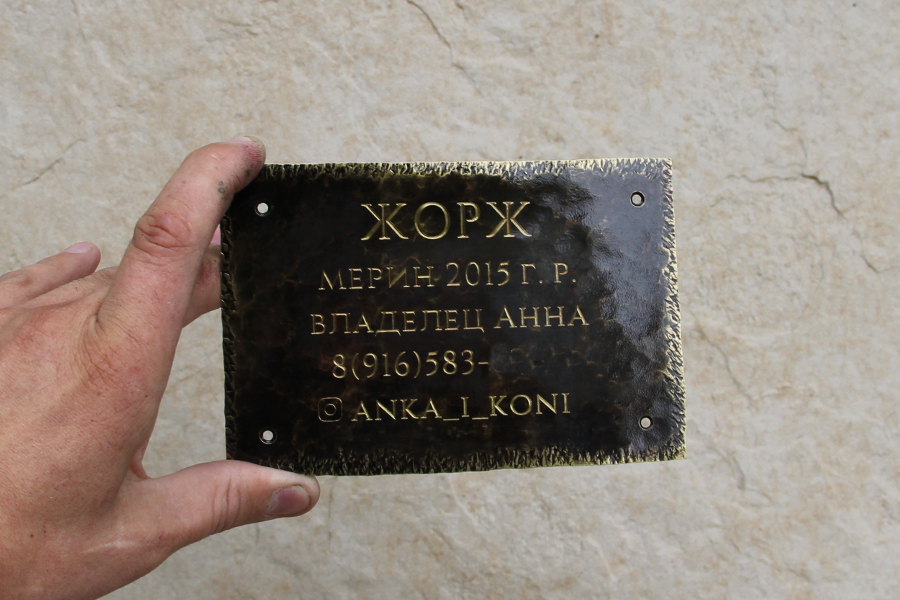 ЖОРЖ
МЕРИН 2015 Г. Р.
ВЛАДЕЛЕЦ АННА
8(916)583-
ANKA_I_KONI